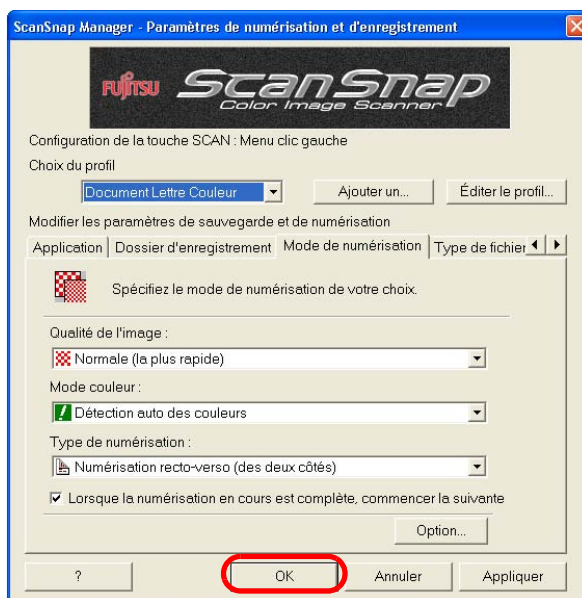 ScanSnap Manager - Paramètres de numérisation et d'enregistrement
FUJITSU ScanSnap
Color Image Scanner
Configuration de la touche SCAN : Menu clic gauche
Choix du profil
Document Lettre Couleur Ajouter un... Éditer le profil...
Modifier les paramètres de sauvegarde et de numérisation
Application Dossier d'enregistrement Mode de numérisation Type de fichier
Spécifiez le mode de numérisation de votre choix.
Qualité de l'image :
Normale (la plus rapide)
Mode couleur :
Détection auto des couleurs
Type de numérisation :
Numérisation recto-verso (des deux côtés)
Lorsque la numérisation en cours est complète, commencer la suivante
Option...
? OK Annuler Appliquer